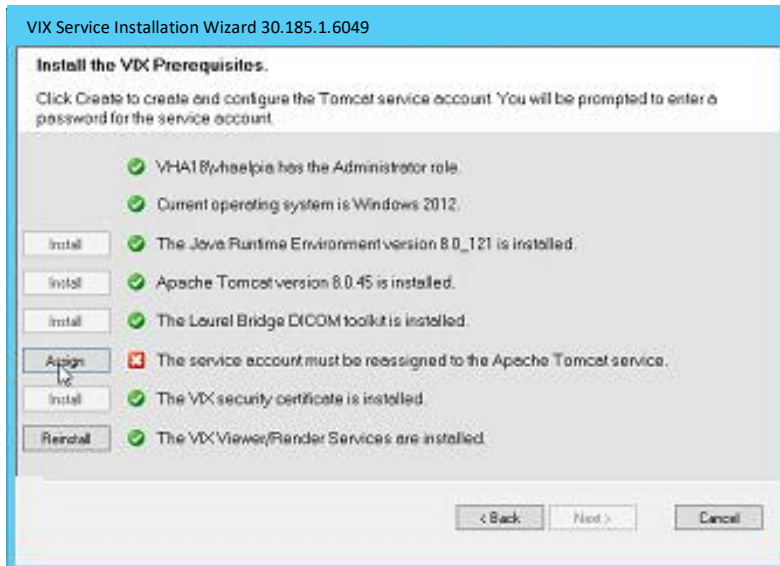 VIX Service Installation Wizard 30.185.1.6049
Install the VIX Prerequisites.
Click Create to create and configure the Tomcat service account. You will be prompted to enter a
password for the service account.
VHA18\vhaelpia has the Administrator role.
Current operating system is Windows 2012.
Install The Java Runtime Environment version 8.0_121 is installed.
Install Apache Tomcat version 8.0.45 is installed.
Install The Laurel Bridge DICOM toolkit is installed.
Assign The service account must be reassigned to the Apache Tomcat service.
Install The VIX security certificate is installed.
Reinstall The VIX Viewer/Render Services are installed.
< Back Next > Cancel